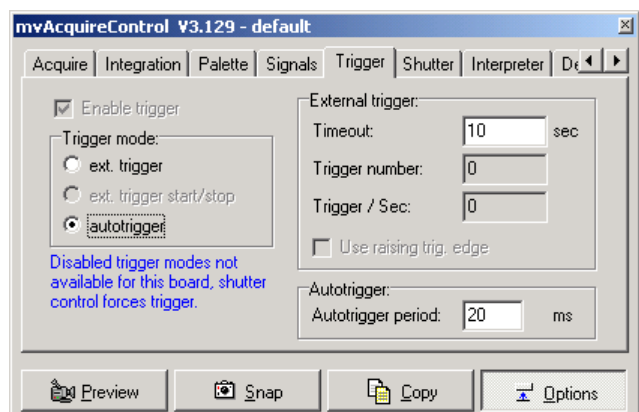 mvAcquireControl V3.129 - default
Acquire Integration Palette Signals Trigger Shutter Interpreter
Enable trigger
Trigger mode:
ext. trigger
ext. trigger start/stop
autotrigger
Disabled trigger modes not
available for this board, shutter
control forces trigger.
External trigger:
Timeout: 10 sec
Trigger number: 0
Trigger / Sec: 0
Use raising trig. edge
Autotrigger:
Autotrigger period: 20 ms
Preview Snap Copy Options